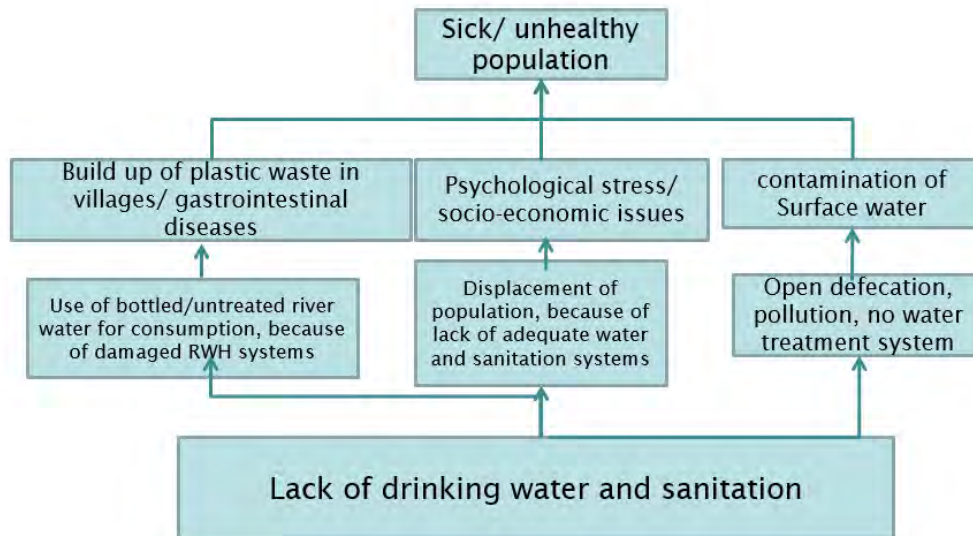 Sick/ unhealthy
population
Build up of plastic waste in
villages/ gastrointestinal
diseases
Psychological stress/
socio-economic issues
contamination of
Surface water
Use of bottled/untreated river
water for consumption, because
of damaged RWH systems
Displacement of
population, because of
lack of adequate water
and sanitation systems
Open defecation,
pollution, no water
treatment system
Lack of drinking water and sanitation